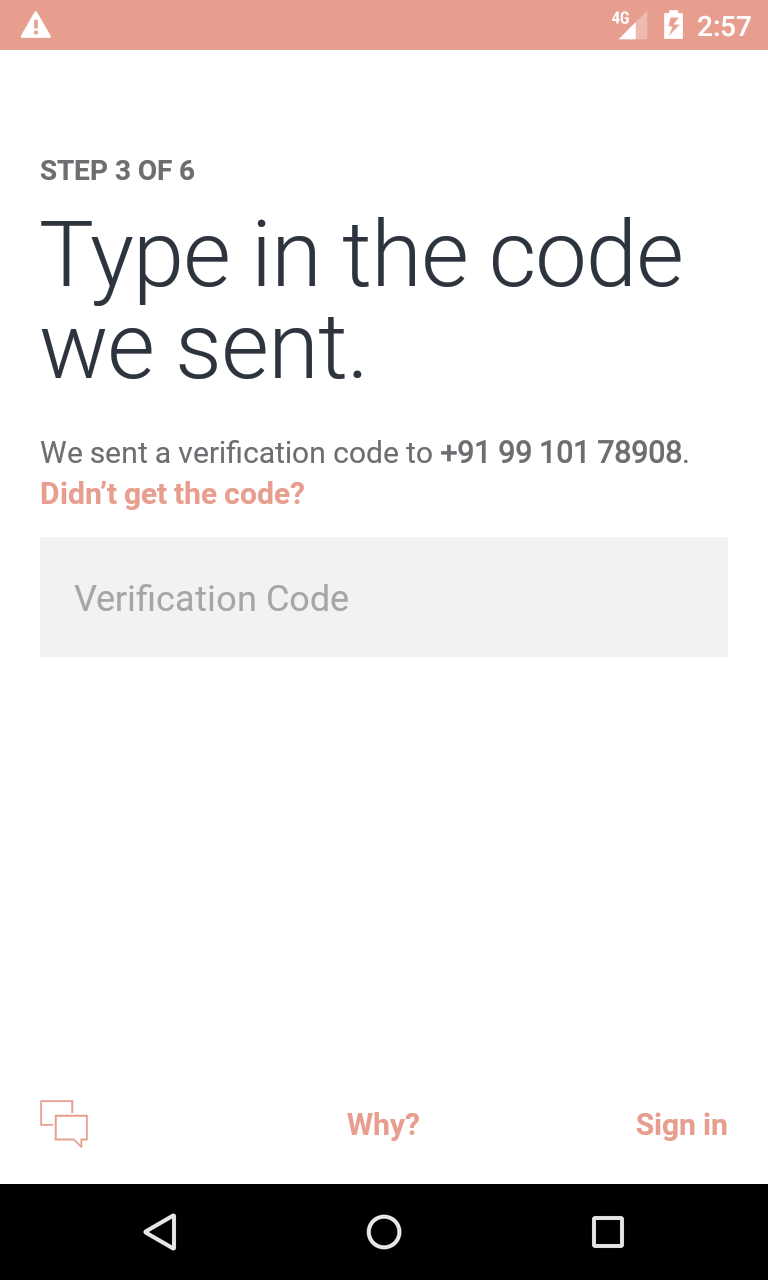 4G 2:57
STEP 3 OF 6
Type in the code
we sent.
We sent a verification code to +91 99 101 78908.
Didn’t get the code?
Verification Code
Why? Sign in